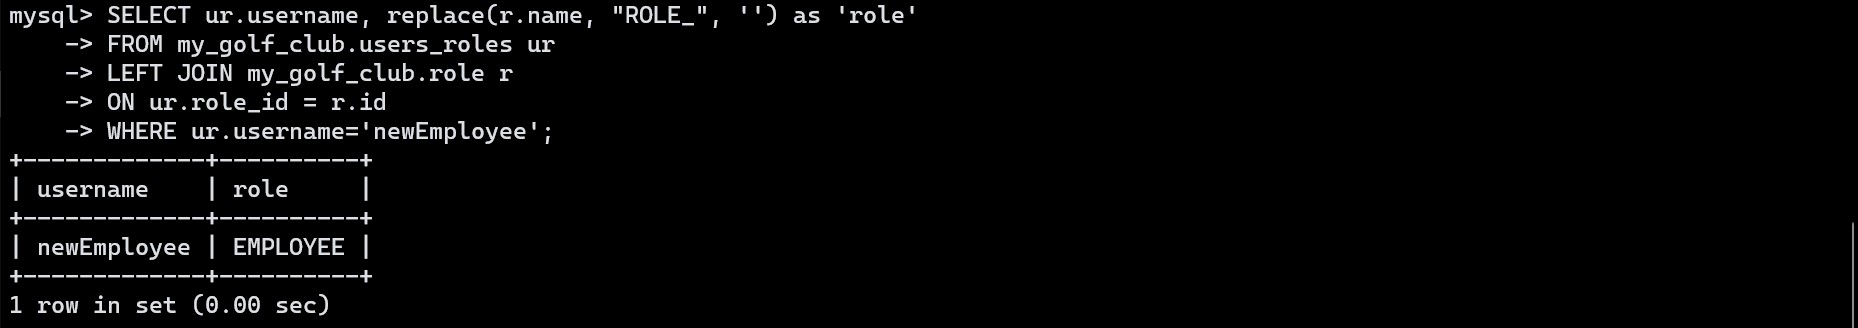 mysql> SELECT ur.username, replace(r.name, "ROLE_", '') as 'role'
    -> FROM my_golf_club.users_roles ur
    -> LEFT JOIN my_golf_club.role r
    -> ON ur.role_id = r.id
    -> WHERE ur.username='newEmployee';
+-------------+----------+
| username    | role     |
+-------------+----------+
| newEmployee | EMPLOYEE |
+-------------+----------+
1 row in set (0.00 sec)